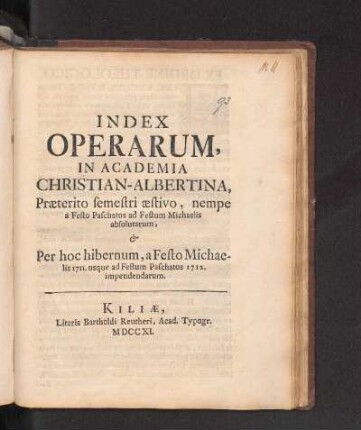 INDEX
OPERARUM,
IN ACADEMIA
CHRISTIAN-ALBERTINA,
Præterito ſemeſtri æſtivo, nempe
a Feſto Paſchatos ad Feſtum Michaelis
abſolutarum,
&
Per hoc hibernum, a Feſto Michae-
lis 1711. usque ad Feſtum Paſchatos 1712.
impendendarum.
KILIÆ,
Literis Bartholdi Reutheri, Acad. Typogr.
MDCCXI.